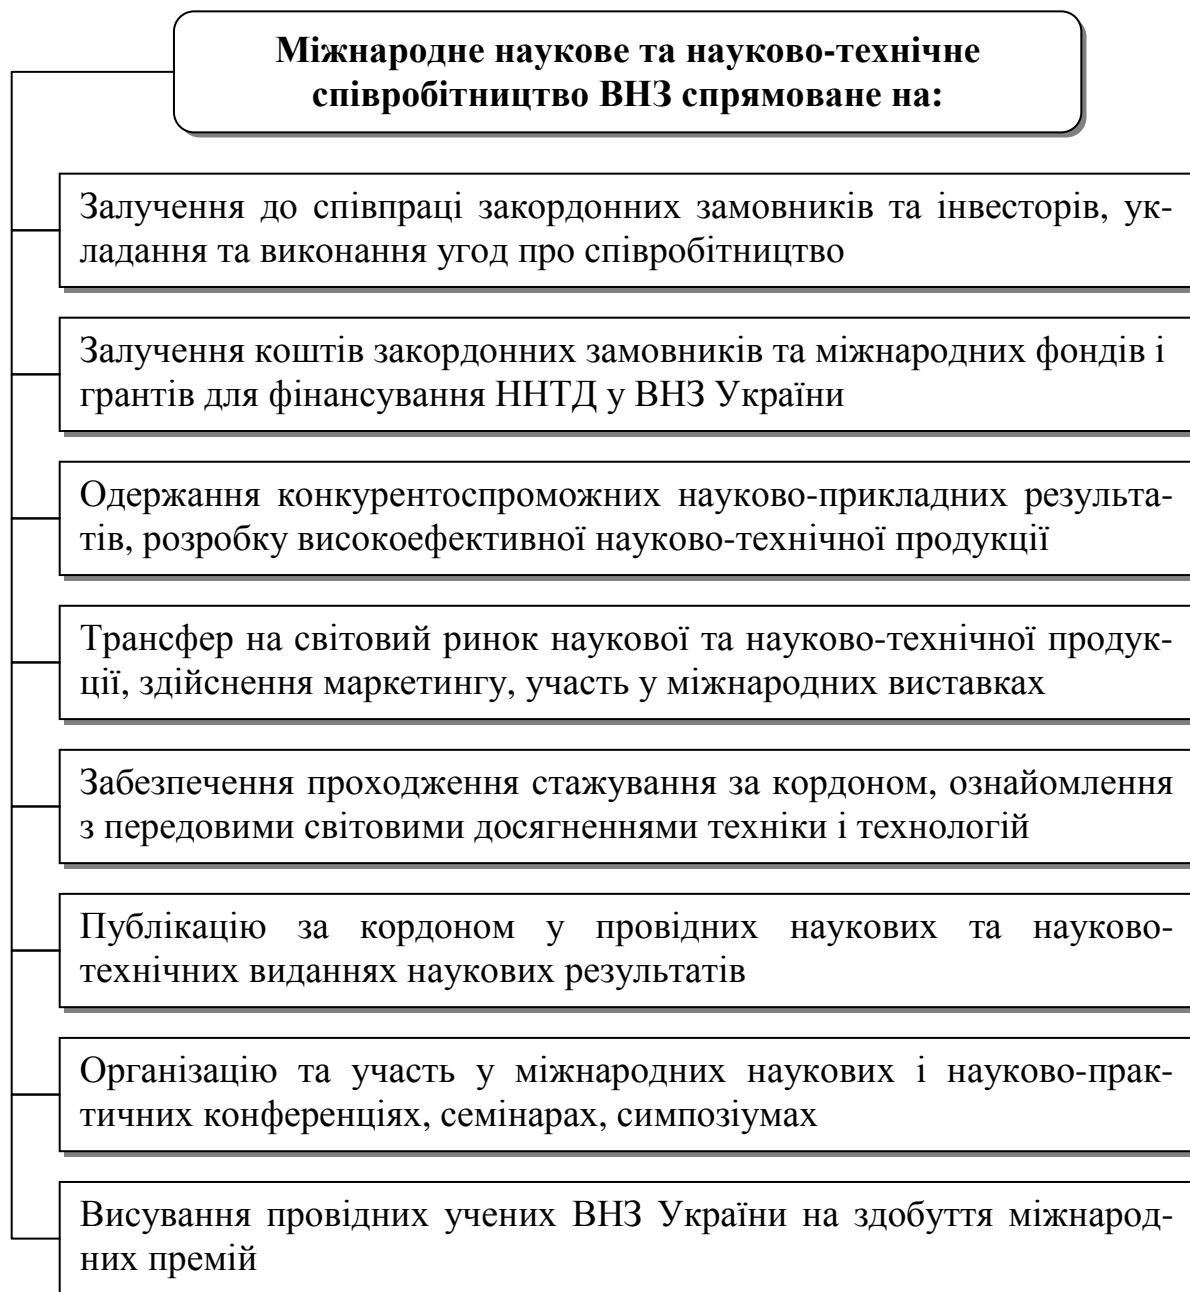 Міжнародне наукове та науково-технічне
співробітництво ВНЗ спрямоване на:
Залучення до співпраці закордонних замовників та інвесторів, ук-
ладання та виконання угод про співробітництво
Залучення коштів закордонних замовників та міжнародних фондів і
грантів для фінансування ННТД у ВНЗ України
Одержання конкурентоспроможних науково-прикладних результа-
тів, розробку високоефективної науково-технічної продукції
Трансфер на світовий ринок наукової та науково-технічної продук-
ції, здійснення маркетингу, участь у міжнародних виставках
Забезпечення проходження стажування за кордоном, ознайомлення
з передовими світовими досягненнями техніки і технологій
Публікацію за кордоном у провідних наукових та науково-
технічних виданнях наукових результатів
Організацію та участь у міжнародних наукових і науково-прак-
тичних конференціях, семінарах, симпозіумах
Висування провідних учених ВНЗ України на здобуття міжнарод-
них премій